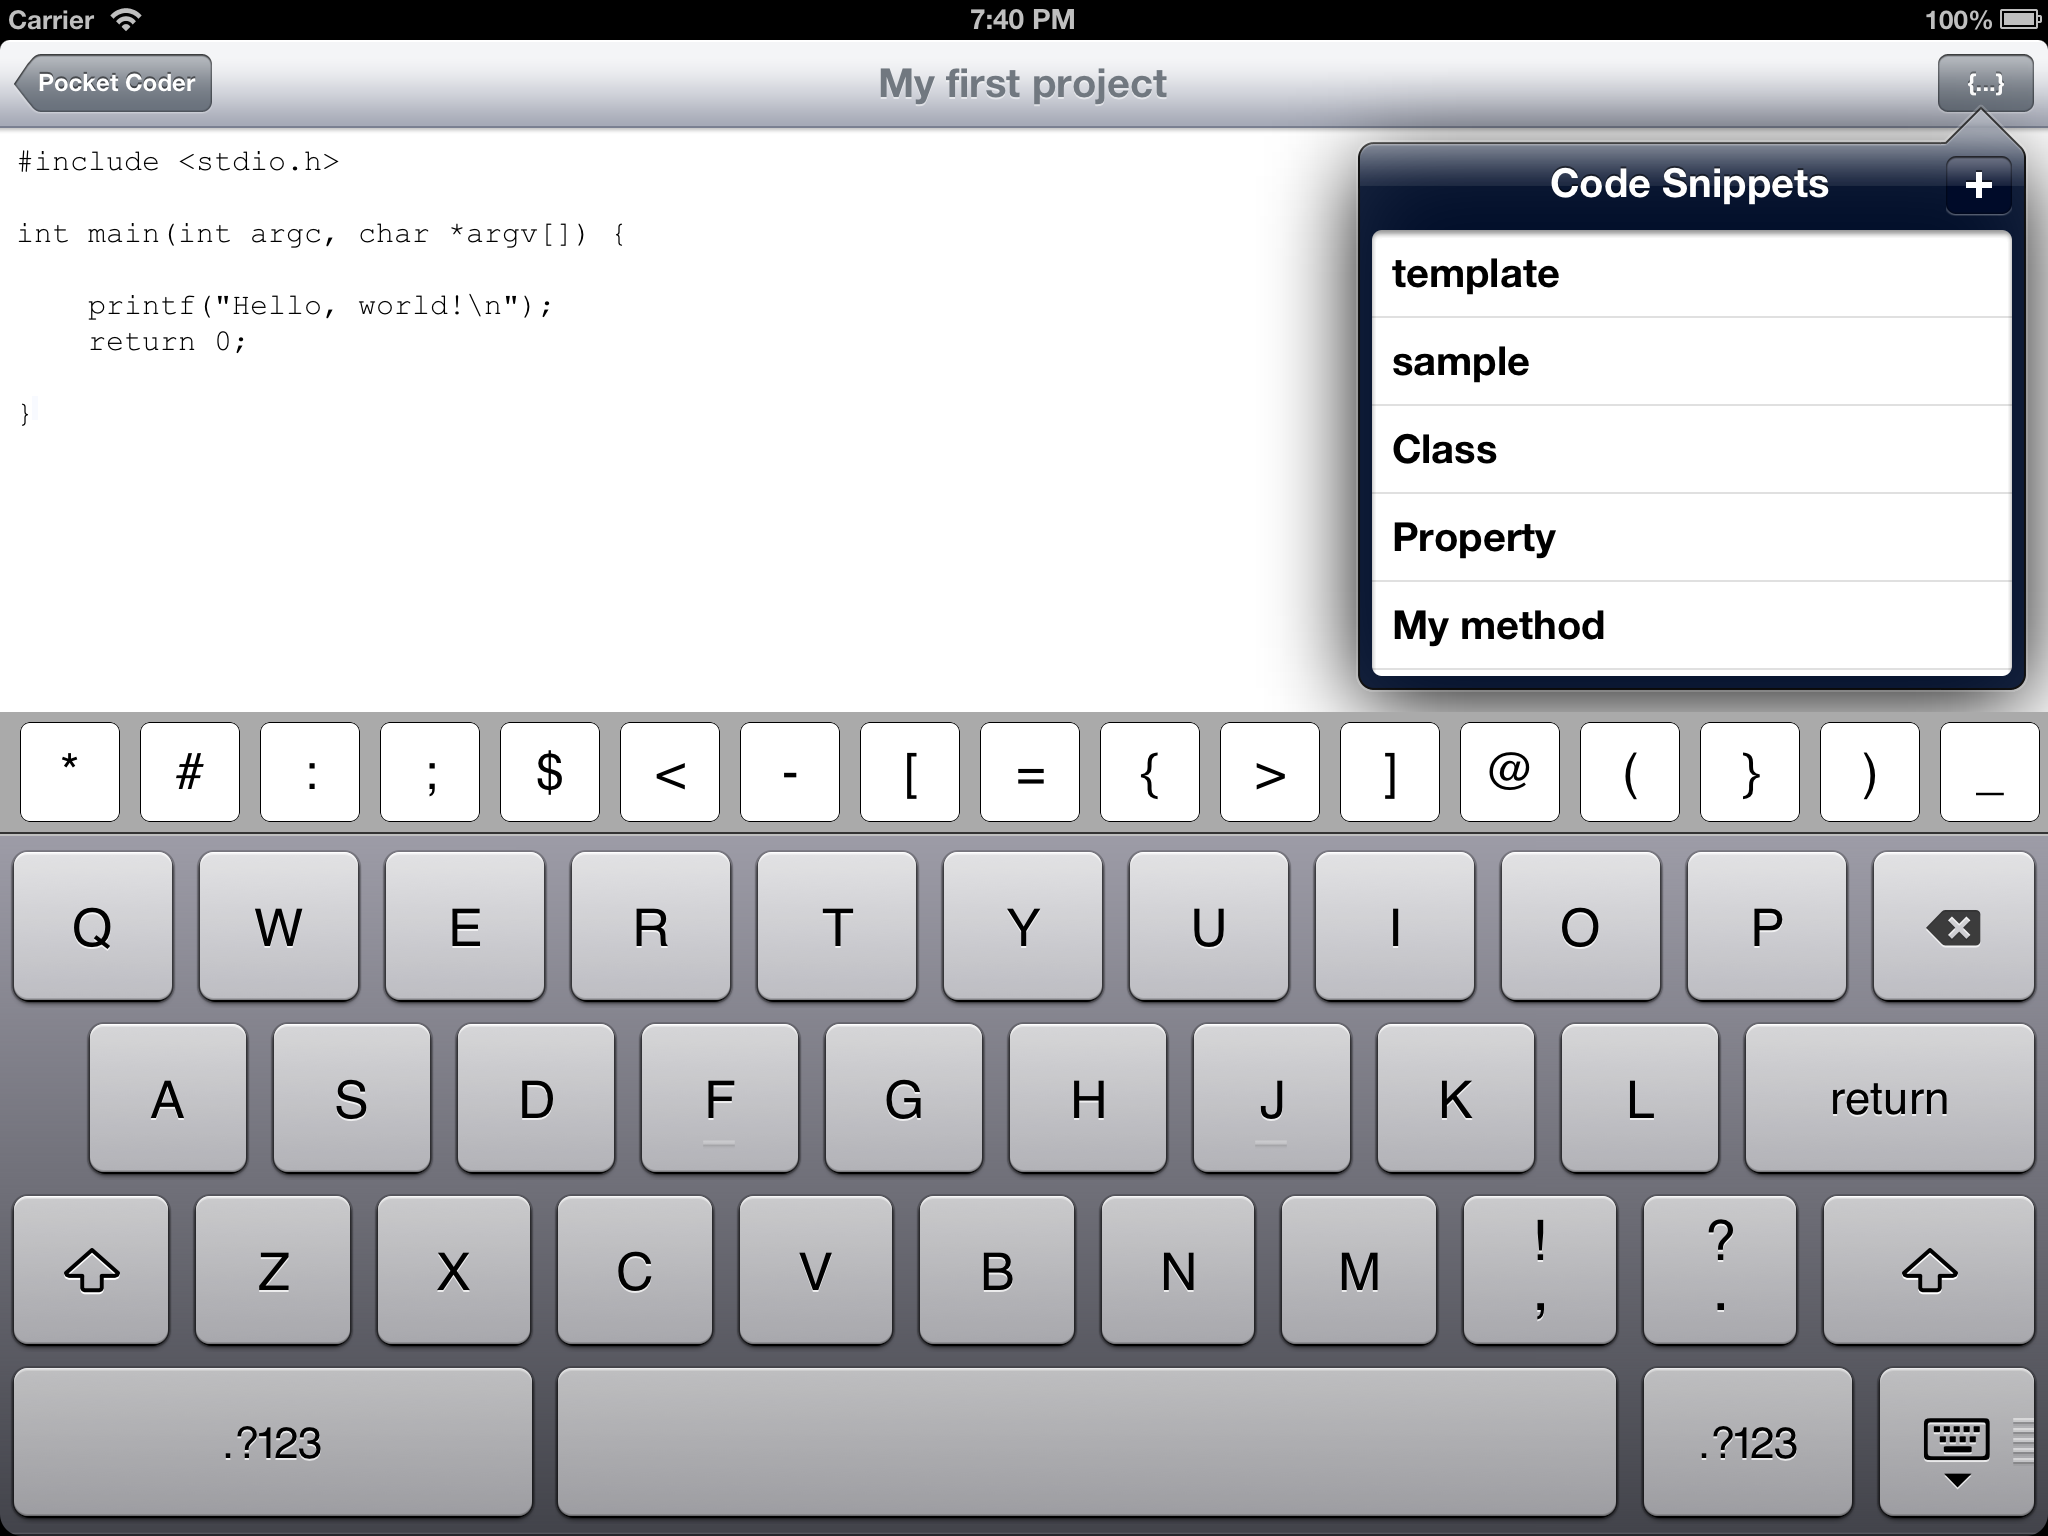 Carrier 7:40 PM 100%
Pocket Coder My first project {...}
#include <stdio.h>
int main(int argc, char *argv[]) {
    printf("Hello, world!\n");
    return 0;
}
Code Snippets +
template
sample
Class
Property
My method
* # : ; $ < - [ = { > ] @ ( } ) _
Q W E R T Y U I O P
A S D F G H J K L return
Z X C V B N M ! , ? .
.?123 .?123